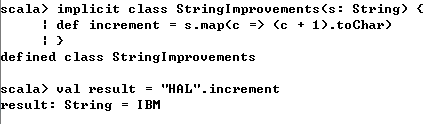 scala> implicit class StringImprovements(s: String) {
| def increment = s.map(c => (c + 1).toChar)
| }
defined class StringImprovements
scala> val result = "HAL".increment
result: String = IBM